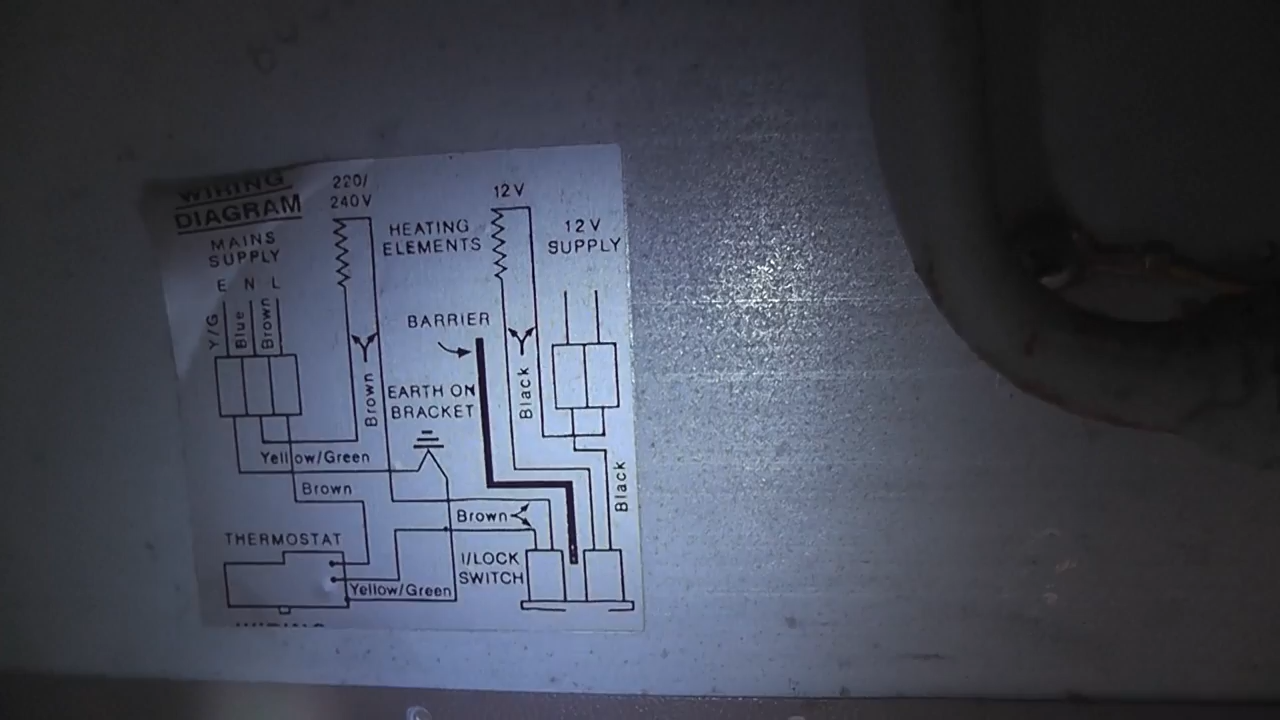 WIRING
DIAGRAM
MAINS
SUPPLY
E N L
Y/G
Blue
Brown
220/
240V
HEATING
ELEMENTS
12V
12V
SUPPLY
BARRIER
Brown
EARTH ON
BRACKET
Black
Yellow/Green
Brown
Black
Brown
THERMOSTAT
I/LOCK
SWITCH
Yellow/Green